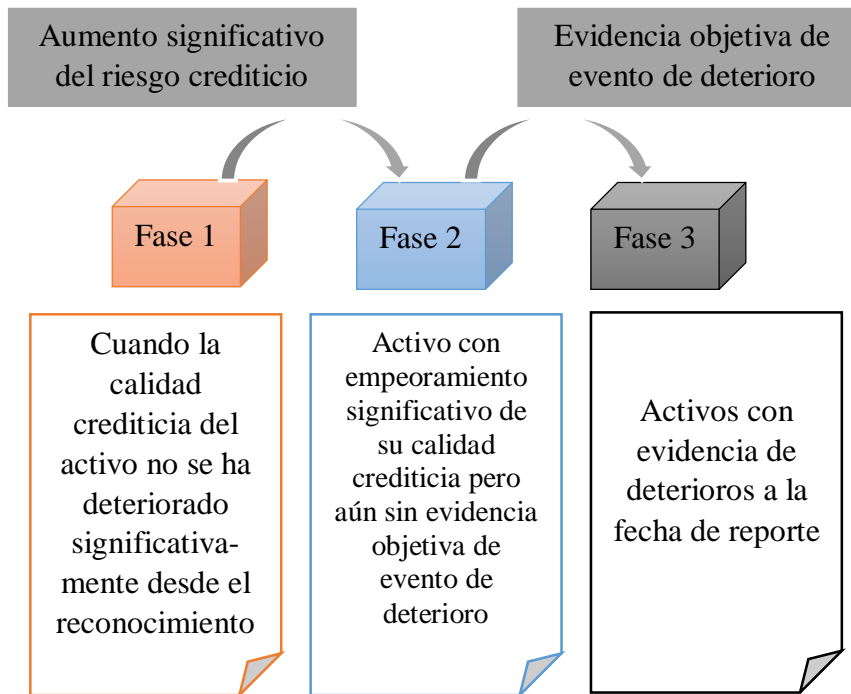 Aumento significativo
del riesgo crediticio
Evidencia objetiva de
evento de deterioro
Fase 1
Fase 2
Fase 3
Cuando la
calidad
crediticia del
activo no se ha
deteriorado
significativa-
mente desde el
reconocimiento
Activo con
empeoramiento
significativo de
su calidad
crediticia pero
aún sin evidencia
objetiva de
evento de
deterioro
Activos con
evidencia de
deterioros a la
fecha de reporte